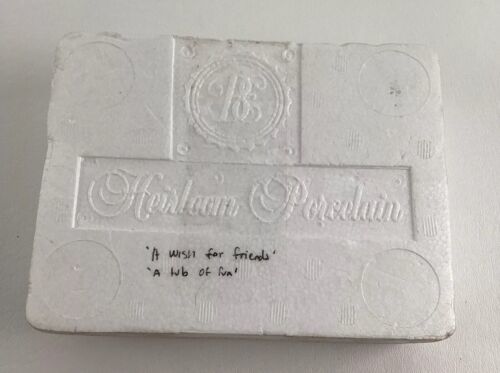 Heirloom Porcelain
'A wish for friends'
'A tub of fun'